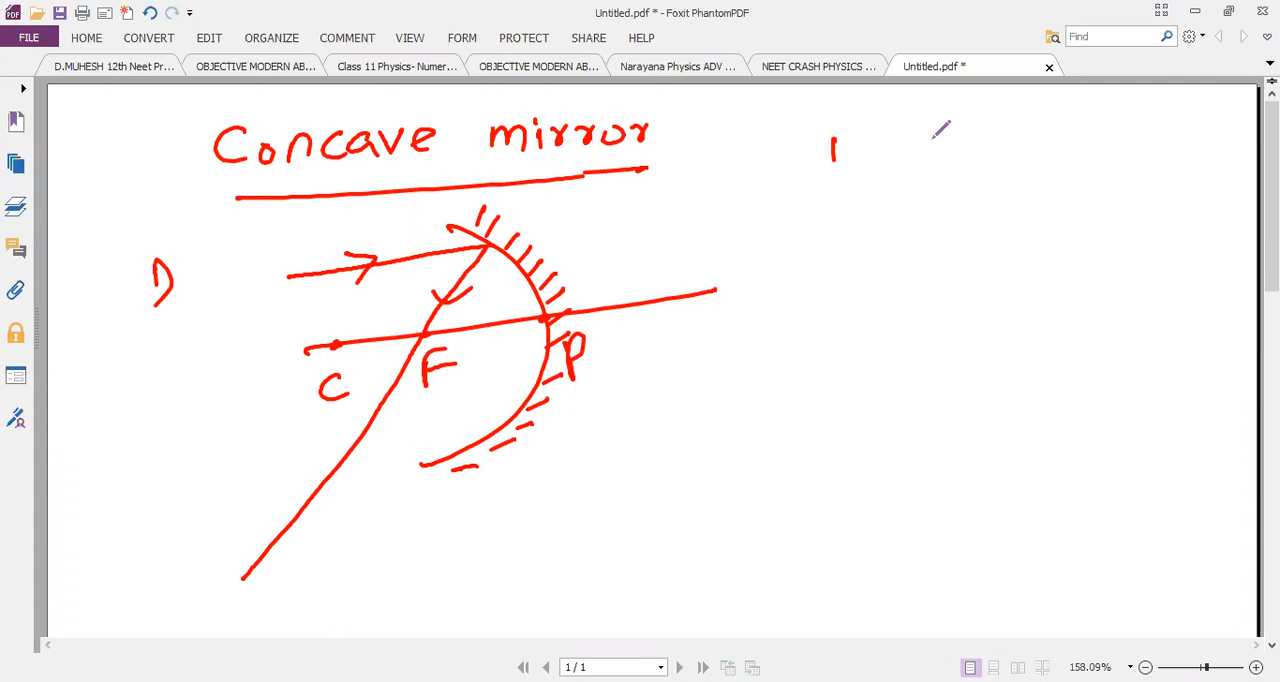 Untitled.pdf * - Foxit PhantomPDF
FILE HOME CONVERT EDIT ORGANIZE COMMENT VIEW FORM PROTECT SHARE HELP
Find
D.MUHESH 12th Neet Pr... OBJECTIVE MODERN AB... Class 11 Physics- Numer... OBJECTIVE MODERN AB... Narayana Physics ADV ... NEET CRASH PHYSICS ... Untitled.pdf *
Concave mirror
1)
C F P
1 / 1
158.09%